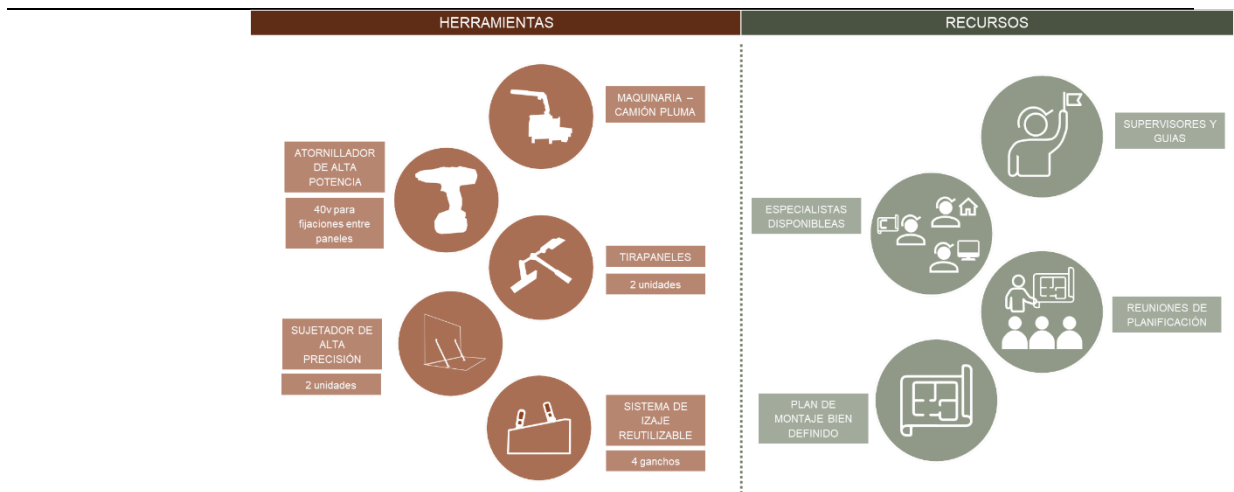 HERRAMIENTAS
RECURSOS
MAQUINARIA –
CAMIÓN PLUMA
ATORNILLADOR
DE ALTA
POTENCIA
40v para
fijaciones entre
paneles
TIRAPANELES
2 unidades
SUJETADOR DE
ALTA
PRECISIÓN
2 unidades
SISTEMA DE
IZAJE
REUTILIZABLE
4 ganchos
SUPERVISORES Y
GUIAS
ESPECIALISTAS
DISPONIBLEAS
REUNIONES DE
PLANIFICACIÓN
PLAN DE
MONTAJE BIEN
DEFINIDO